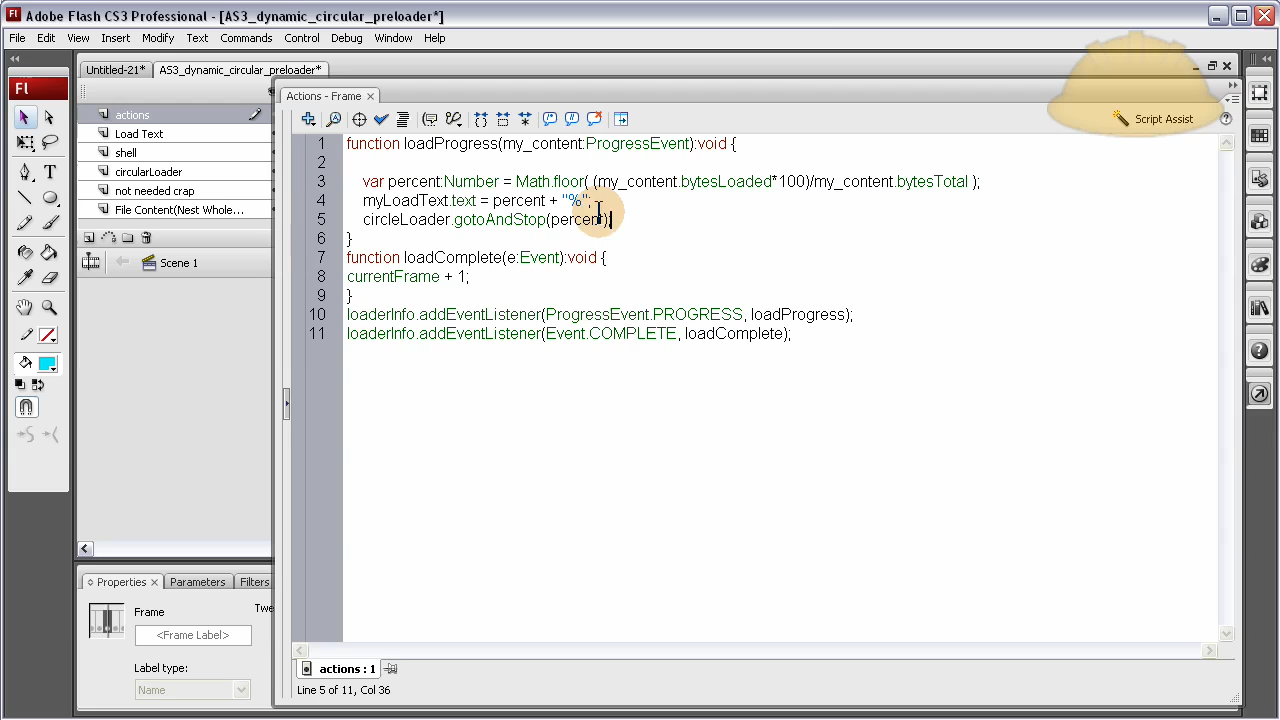 Adobe Flash CS3 Professional - [AS3_dynamic_circular_preloader*]
File Edit View Insert Modify Text Commands Control Debug Window Help
Untitled-21* AS3_dynamic_circular_preloader*
Fl
Actions - Frame
actions
Load Text
shell
circularLoader
not needed crap
File Content(Nest Whole...
Scene 1
Script Assist
1 function loadProgress(my_content:ProgressEvent):void {
2
3 var percent:Number = Math.floor( (my_content.bytesLoaded*100)/my_content.bytesTotal );
4 myLoadText.text = percent + "%";
5 circleLoader.gotoAndStop(percent);
6 }
7 function loadComplete(e:Event):void {
8 currentFrame + 1;
9 }
10 loaderInfo.addEventListener(ProgressEvent.PROGRESS, loadProgress);
11 loaderInfo.addEventListener(Event.COMPLETE, loadComplete);
Properties Parameters Filters
Frame Twe
<Frame Label>
Label type:
Name
actions : 1
Line 5 of 11, Col 36